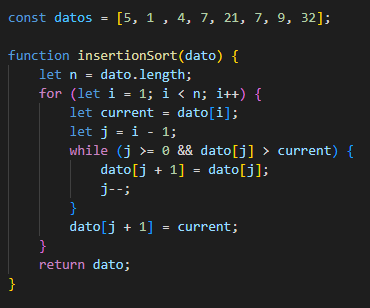 const datos = [5, 1 , 4, 7, 21, 7, 9, 32];

function insertionSort(dato) {
    let n = dato.length;
    for (let i = 1; i < n; i++) {
        let current = dato[i];
        let j = i - 1;
        while (j >= 0 && dato[j] > current) {
            dato[j + 1] = dato[j];
            j--;
        }
        dato[j + 1] = current;
    }
    return dato;
}